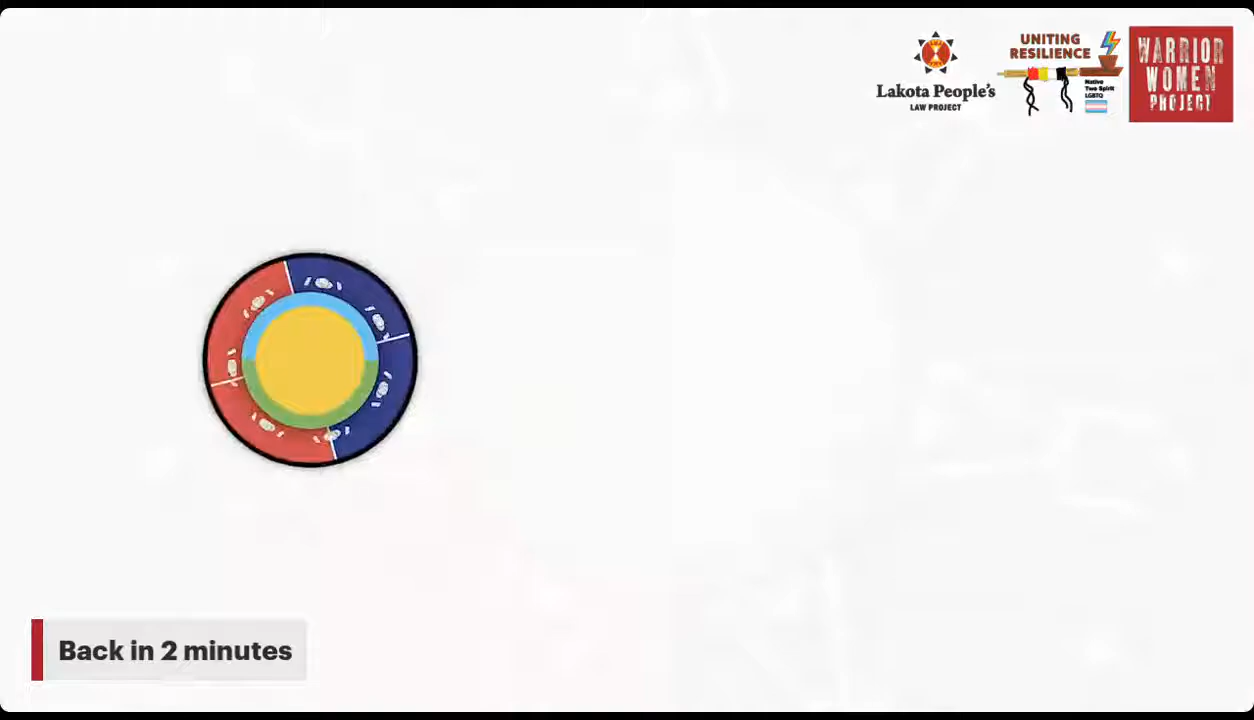 Lakota People's
LAW PROJECT
UNITING
RESILIENCE
Native
Two Spirit
LGBTQ
WARRIOR
WOMEN
PROJECT
Back in 2 minutes